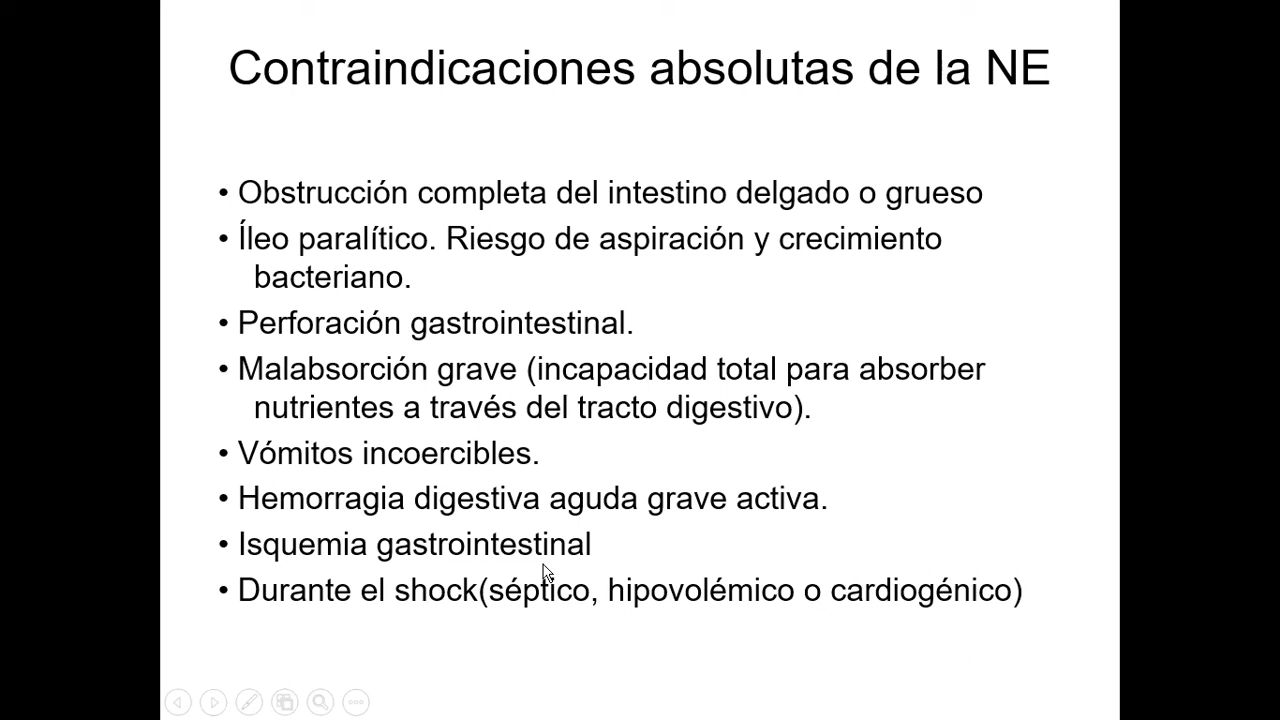 Contraindicaciones absolutas de la NE
• Obstrucción completa del intestino delgado o grueso
• Íleo paralítico. Riesgo de aspiración y crecimiento
bacteriano.
• Perforación gastrointestinal.
• Malabsorción grave (incapacidad total para absorber
nutrientes a través del tracto digestivo).
• Vómitos incoercibles.
• Hemorragia digestiva aguda grave activa.
• Isquemia gastrointestinal
• Durante el shock(séptico, hipovolémico o cardiogénico)